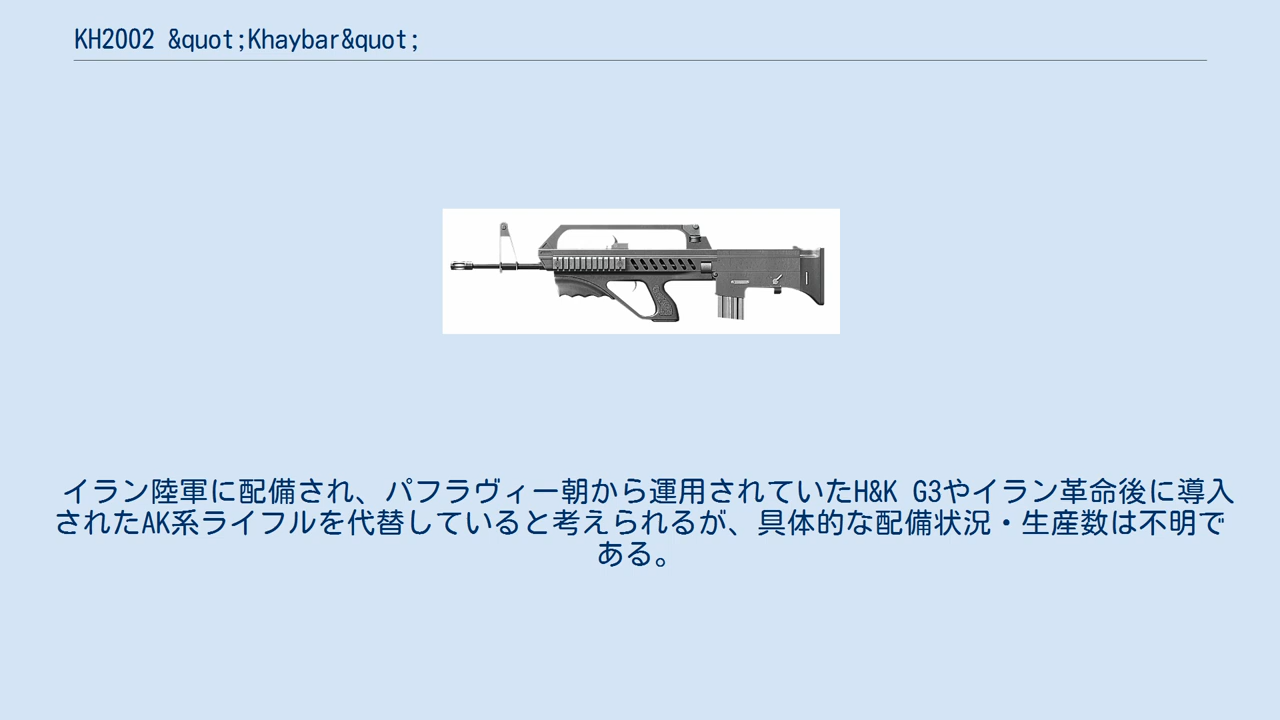 KH2002 &quot;Khaybar&quot;
イラン陸軍に配備され、パフラヴィー朝から運用されていたH&K G3やイラン革命後に導入
されたAK系ライフルを代替していると考えられるが、具体的な配備状況・生産数は不明で
ある。